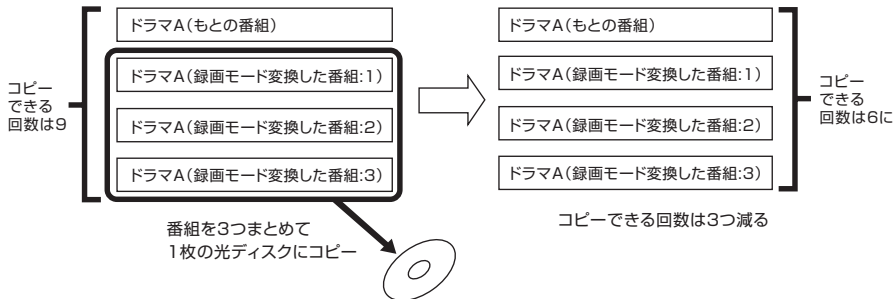 コピー
できる
回数は9
ドラマA(もとの番組)
ドラマA(録画モード変換した番組:1)
ドラマA(録画モード変換した番組:2)
ドラマA(録画モード変換した番組:3)
番組を3つまとめて
1枚の光ディスクにコピー
ドラマA(もとの番組)
ドラマA(録画モード変換した番組:1)
ドラマA(録画モード変換した番組:2)
ドラマA(録画モード変換した番組:3)
コピー
できる
回数は6に
コピーできる回数は3つ減る